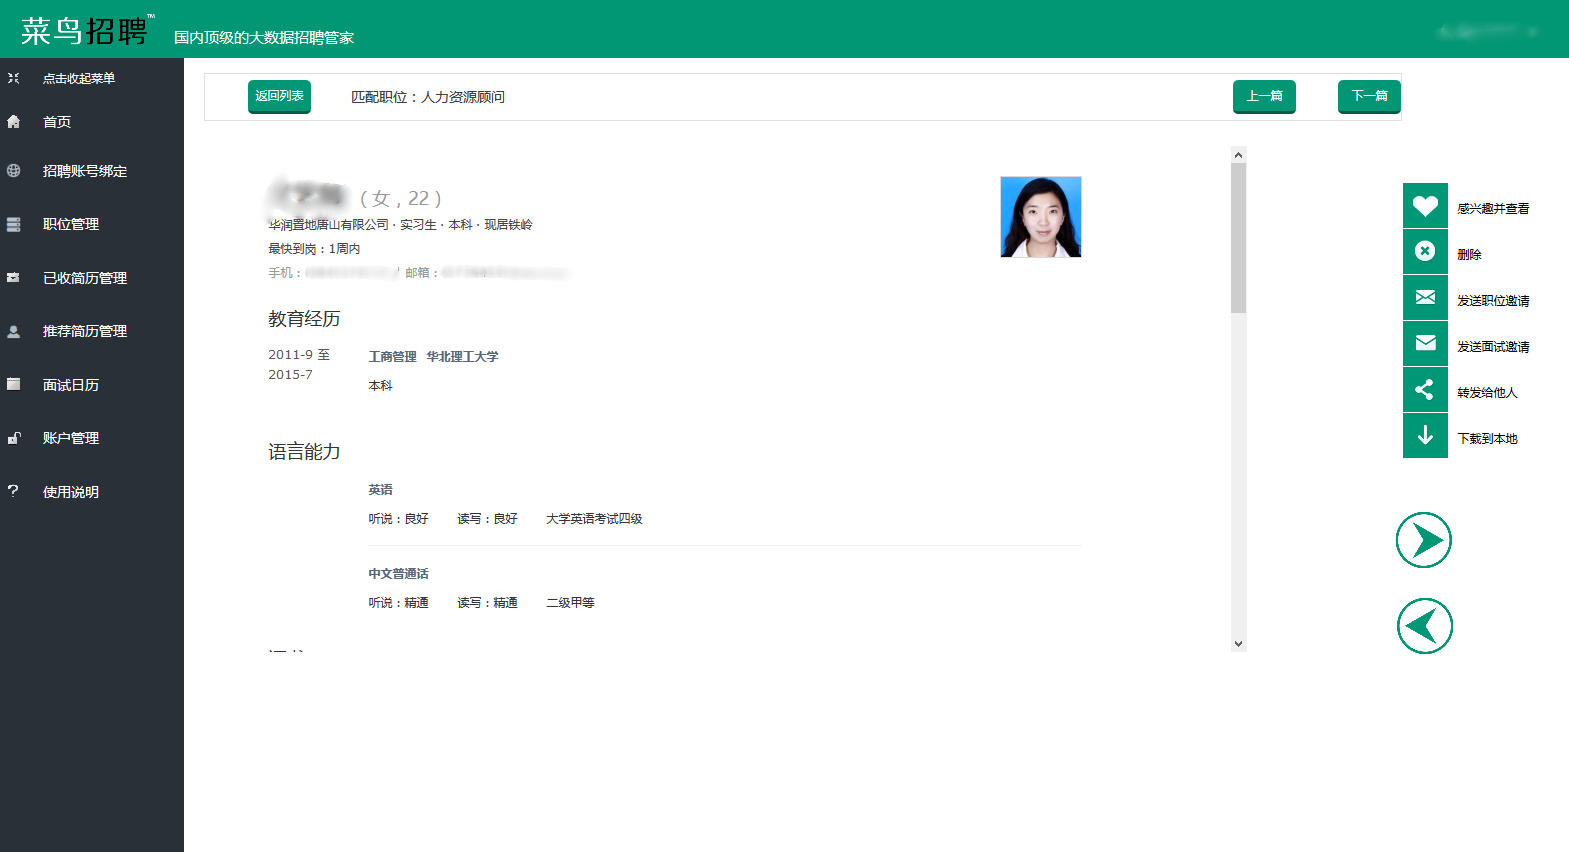 菜鸟招聘™
国内顶级的大数据招聘管家
点击收起菜单
首页
招聘账号绑定
职位管理
已收简历管理
推荐简历管理
面试日历
账户管理
使用说明
返回列表 匹配职位：人力资源顾问 上一篇 下一篇
（女，22）
华润置地唐山有限公司·实习生·本科·现居铁岭
最快到岗：1周内
手机： / 邮箱：
教育经历
2011-9 至 工商管理 华北理工大学
2015-7
本科
语言能力
英语
听说：良好 读写：良好 大学英语考试四级
中文普通话
听说：精通 读写：精通 二级甲等
感兴趣并查看
删除
发送职位邀请
发送面试邀请
转发给他人
下载到本地